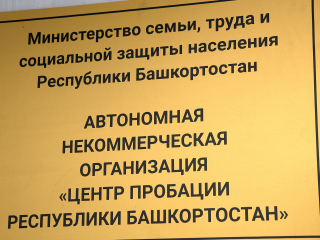 Министерство семьи, труда и
социальной защиты населения
Республики Башкортостан
АВТОНОМНАЯ
НЕКОММЕРЧЕСКАЯ
ОРГАНИЗАЦИЯ
«ЦЕНТР ПРОБАЦИИ
РЕСПУБЛИКИ БАШКОРТОСТАН»